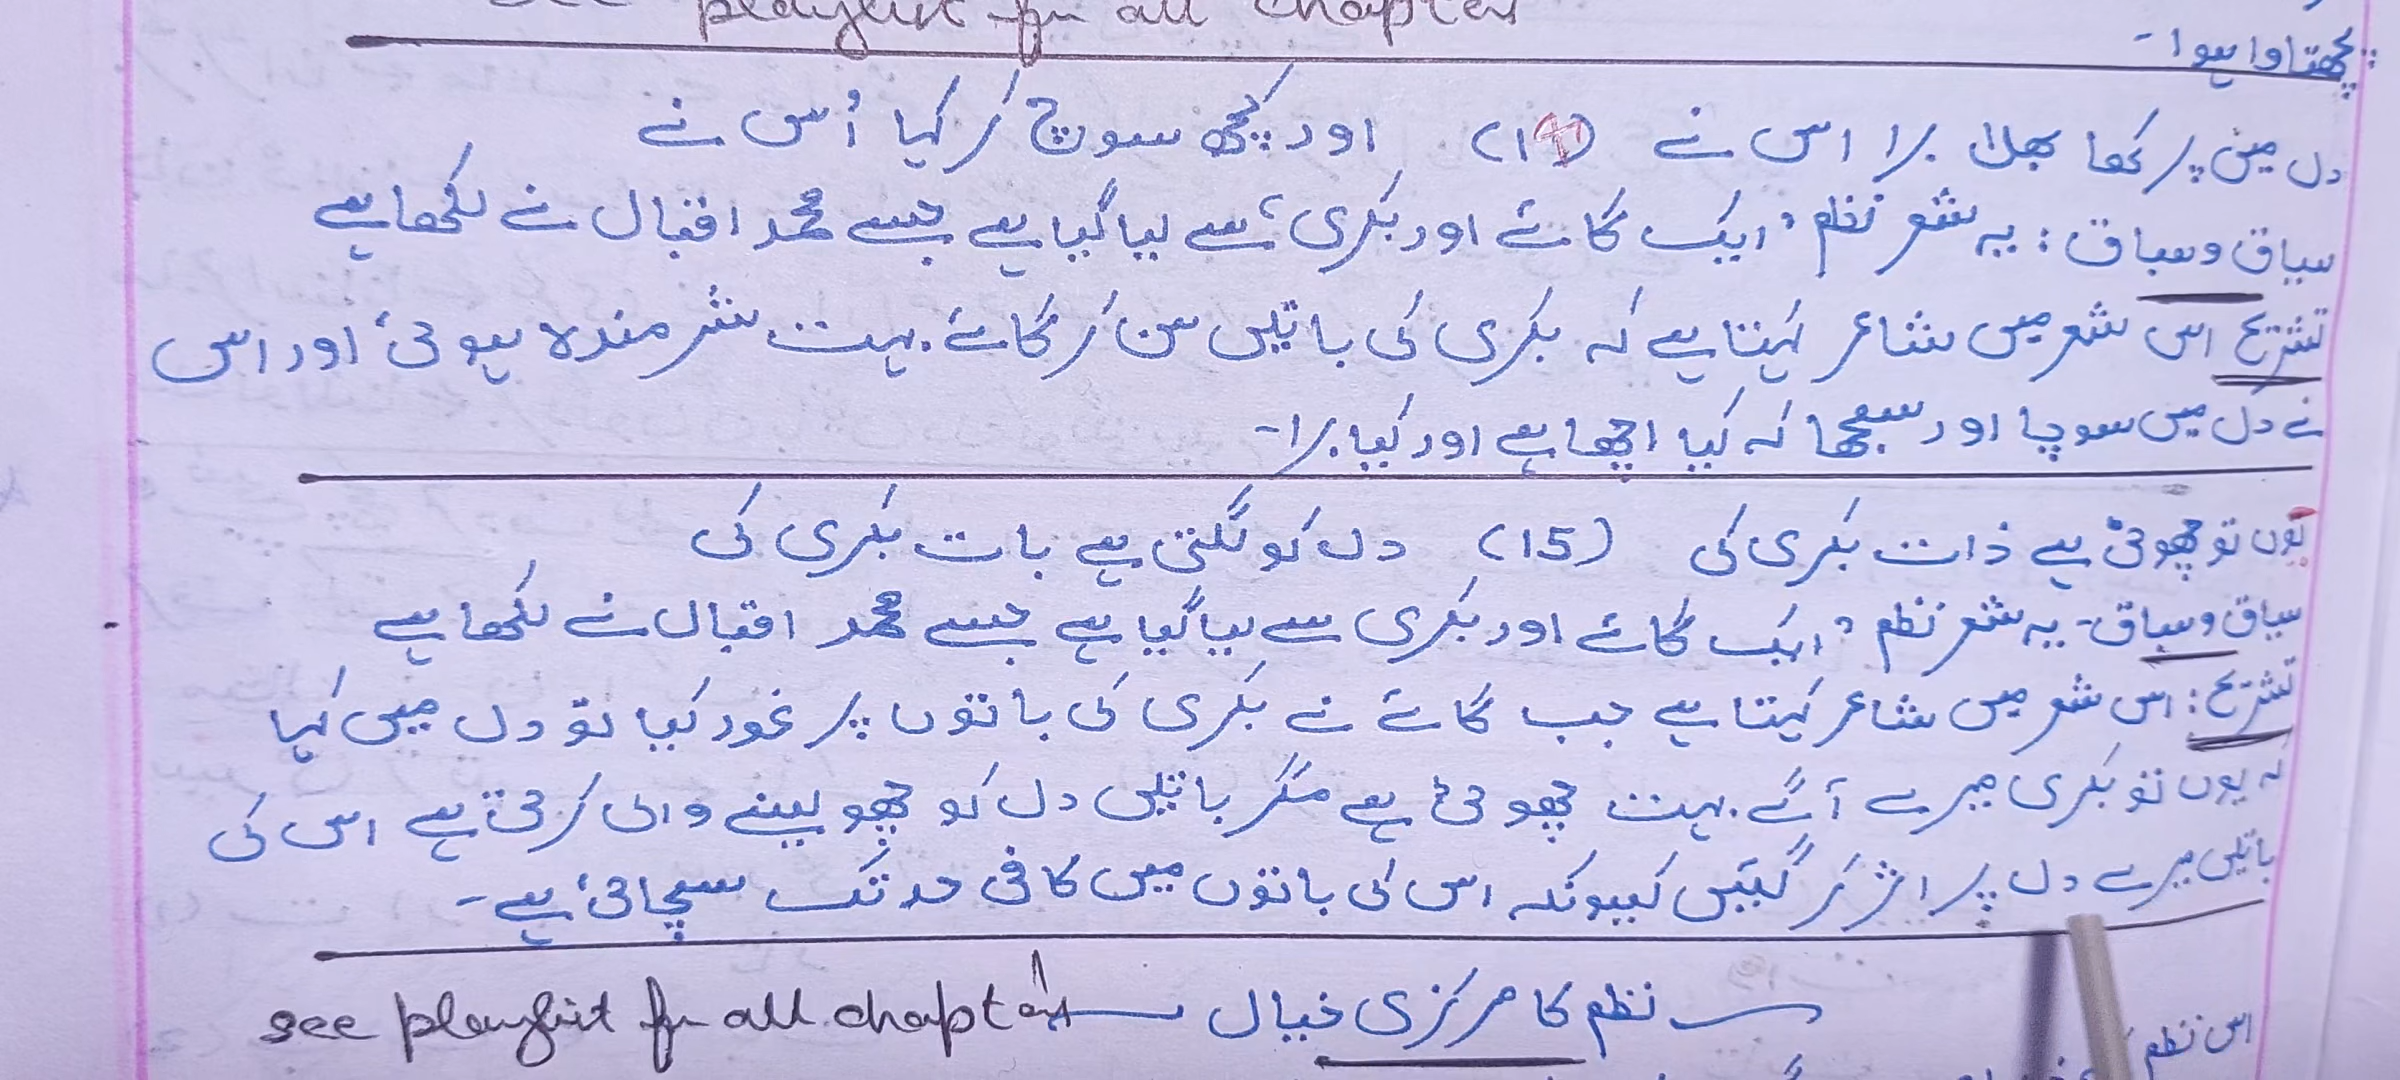 see playlist for all chapters
پچھتاوا ہوا۔
دل میں پرکھا بھلا برا اس نے (14) اور کچھ سوچ کر کہا اُس نے
سیاق و سباق: یہ شعر نظم "ایک گائے اور بکری" سے لیا گیا ہے جسے محمد اقبال نے لکھا ہے
تشریح اس شعر میں شاعر کہتا ہے کہ بکری کی باتیں سن کر گائے بہت شرمندہ ہوئی اور اس
نے دل میں سوچا اور سمجھا کہ کیا اچھا ہے اور کیا برا۔
یوں تو چھوٹی ہے ذات بکری کی (15) دل کو لگتی ہے بات بکری کی
سیاق و سباق۔ یہ شعر نظم "ایک گائے اور بکری سے لیا گیا ہے جسے محمد اقبال نے لکھا ہے
تشریح: اس شعر میں شاعر کہتا ہے جب گائے نے بکری کی باتوں پر غور کیا تو دل میں کہا
کہ یوں تو بکری میرے آگے بہت چھوٹی ہے مگر باتیں دل کو چھو لینے والی کرتی ہے اس کی
باتیں میرے دل پر اثر کر گئیں کیونکہ اس کی باتوں میں کافی حد تک سچائی ہے۔
نظم کا مرکزی خیال see playlist for all chapters
اس نظم